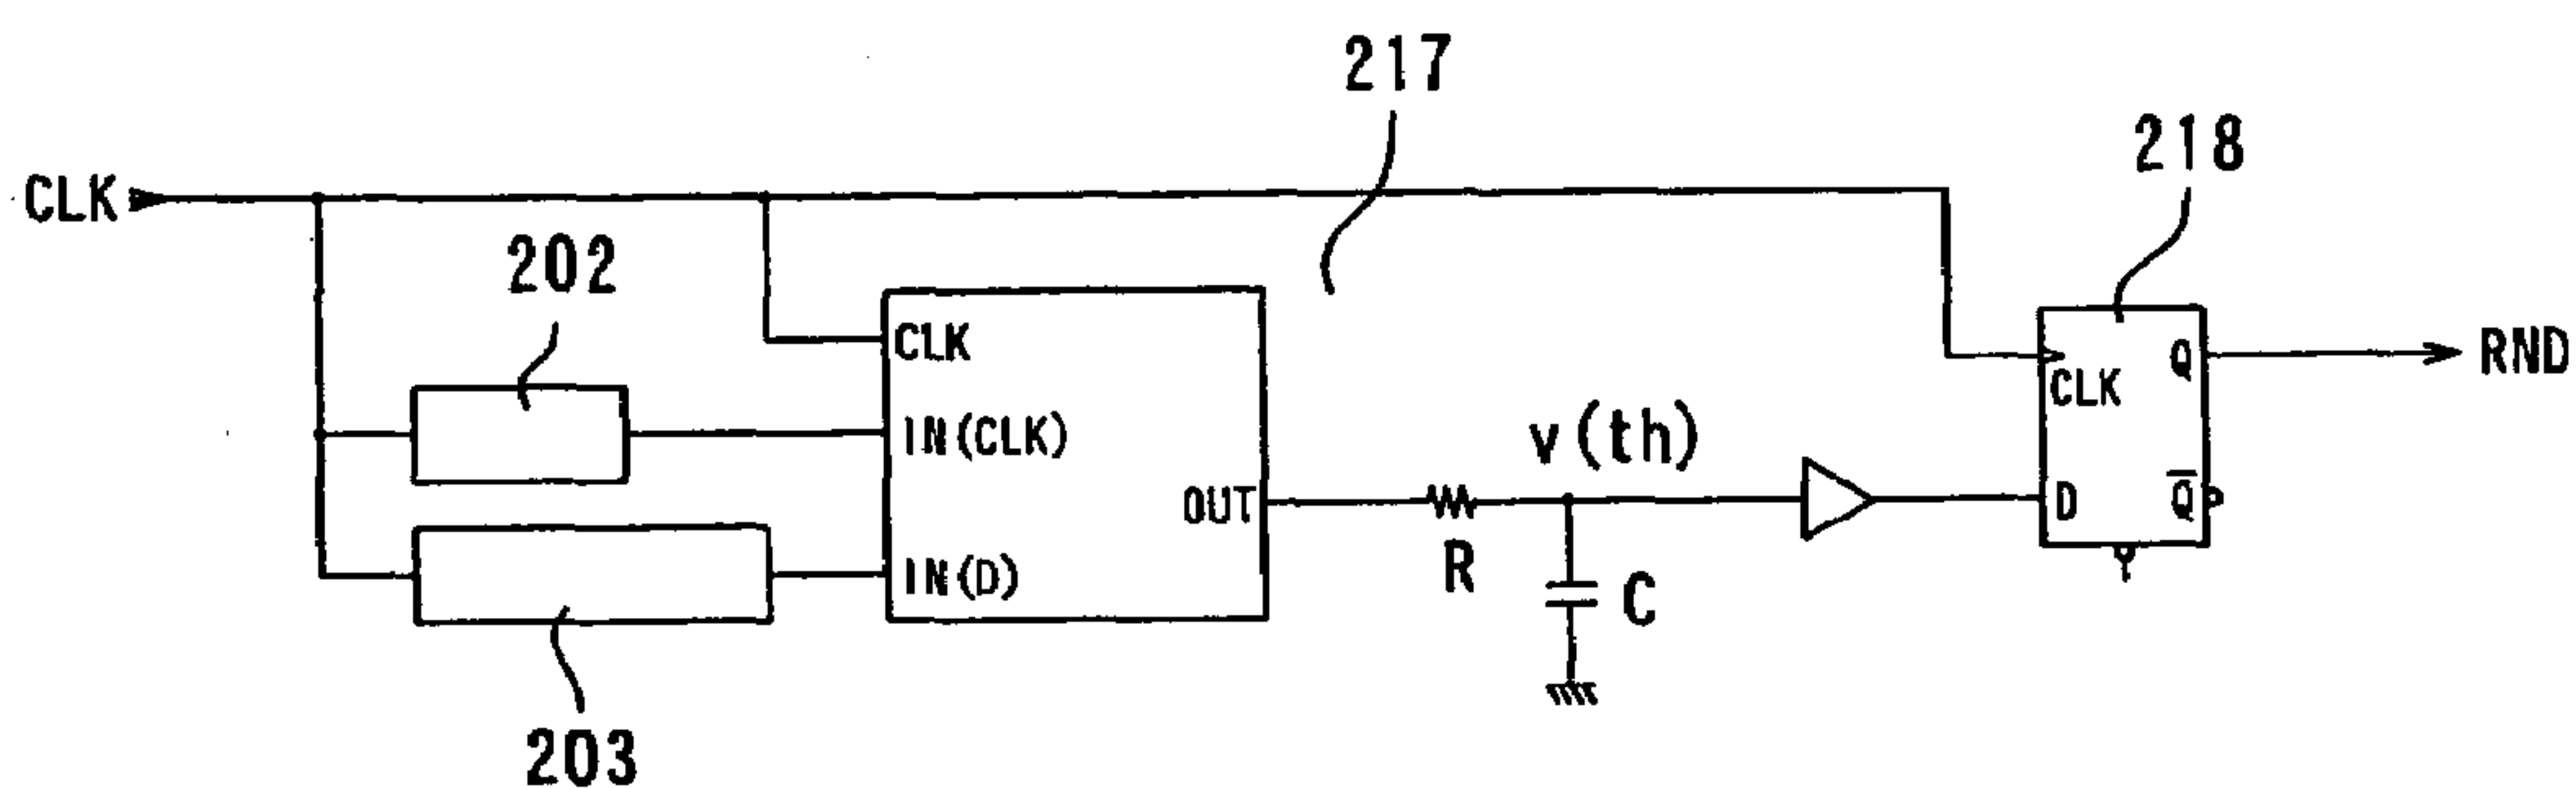 217
218
CLK
202
CLK
Q
RND
CLK
IN(CLK)
v(th)
OUT
D
Q̅
R
IN(D)
C
203